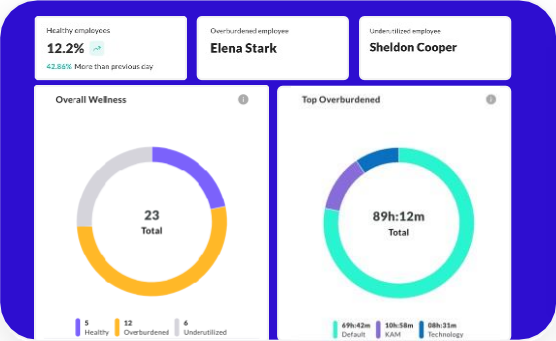 Healthy employees
12.2%
42.86% More than previous day
Overburdened employee
Elena Stark
Underutilized employee
Sheldon Cooper
Overall Wellness
23
Total
5
Healthy
12
Overburdened
6
Underutilized
Top Overburdened
89h:12m
Total
69h:42m
Default
10h:58m
KAM
08h:31m
Technology